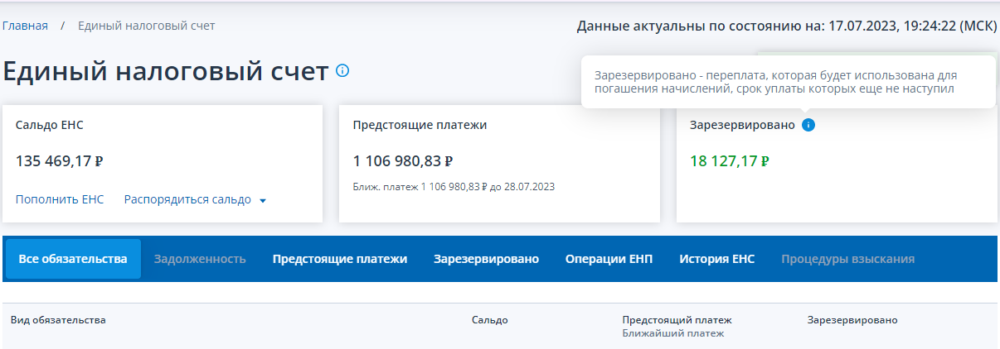 Главная / Единый налоговый счет
Данные актуальны по состоянию на: 17.07.2023, 19:24:22 (МСК)
Единый налоговый счет
Зарезервировано - переплата, которая будет использована для
погашения начислений, срок уплаты которых еще не наступил
Сальдо ЕНС
135 469,17 ₽
Пополнить ЕНС Распорядиться сальдо
Предстоящие платежи
1 106 980,83 ₽
Ближ. платеж 1 106 980,83 ₽ до 28.07.2023
Зарезервировано
18 127,17 ₽
Все обязательства Задолженность Предстоящие платежи Зарезервировано Операции ЕНП История ЕНС Процедуры взыскания
Вид обязательства Сальдо Предстоящий платеж Зарезервировано
Ближайший платеж